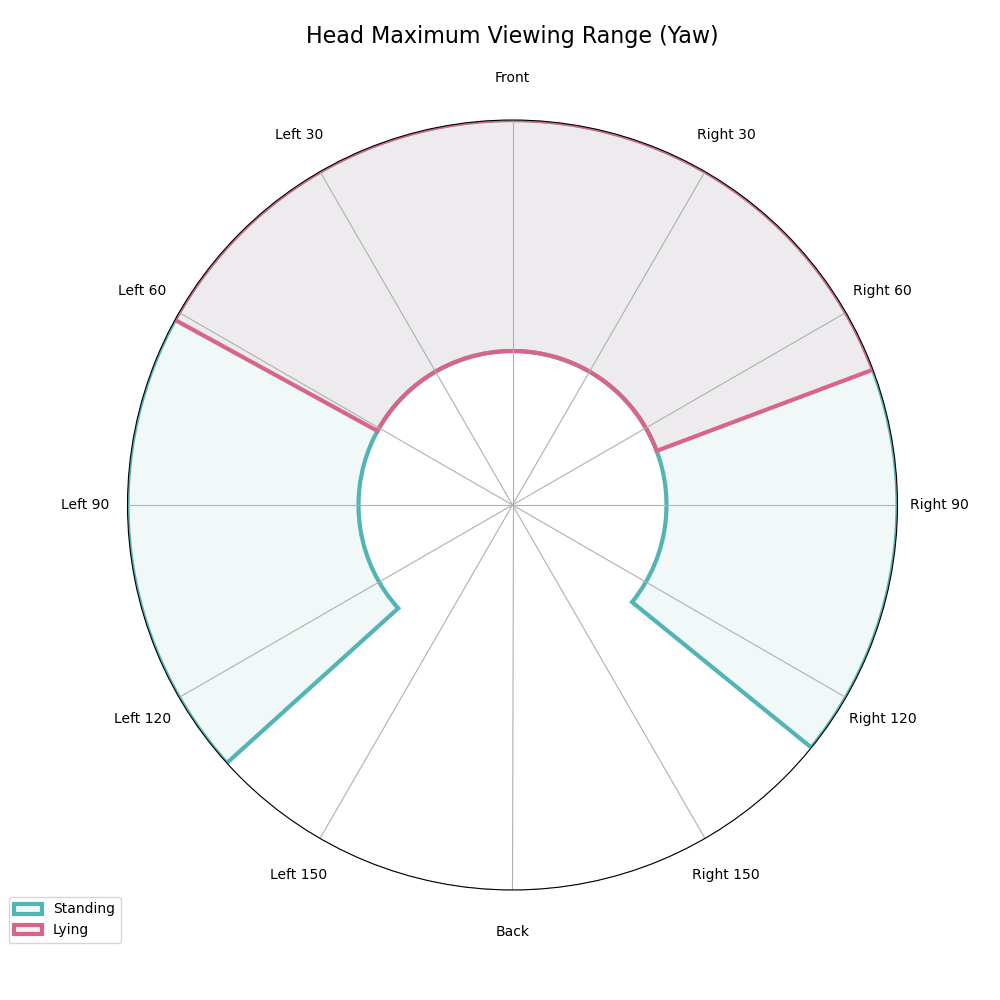 Head Maximum Viewing Range (Yaw)
Front
Left 30
Right 30
Left 60
Right 60
Left 90
Right 90
Left 120
Right 120
Left 150
Right 150
Back
Standing
Lying